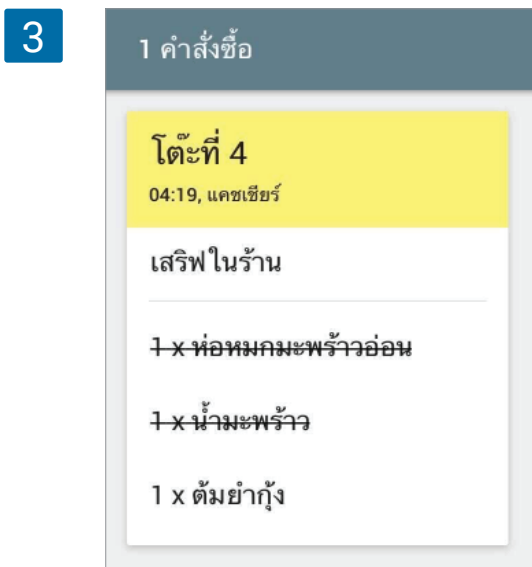 3
1 คำสั่งซื้อ
โต๊ะที่ 4
04:19, แคชเชียร์
เสริฟในร้าน
1 x ห่อหมกมะพร้าวอ่อน
1 x น้ำมะพร้าว
1 x ต้มยำกุ้ง